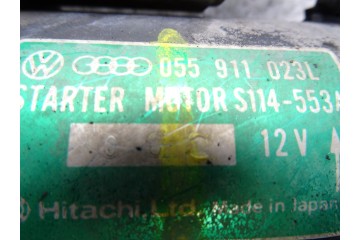 055 911 023L
STARTER MOTOR S114-553A
12V
Hitachi, Ltd. Made in Japan